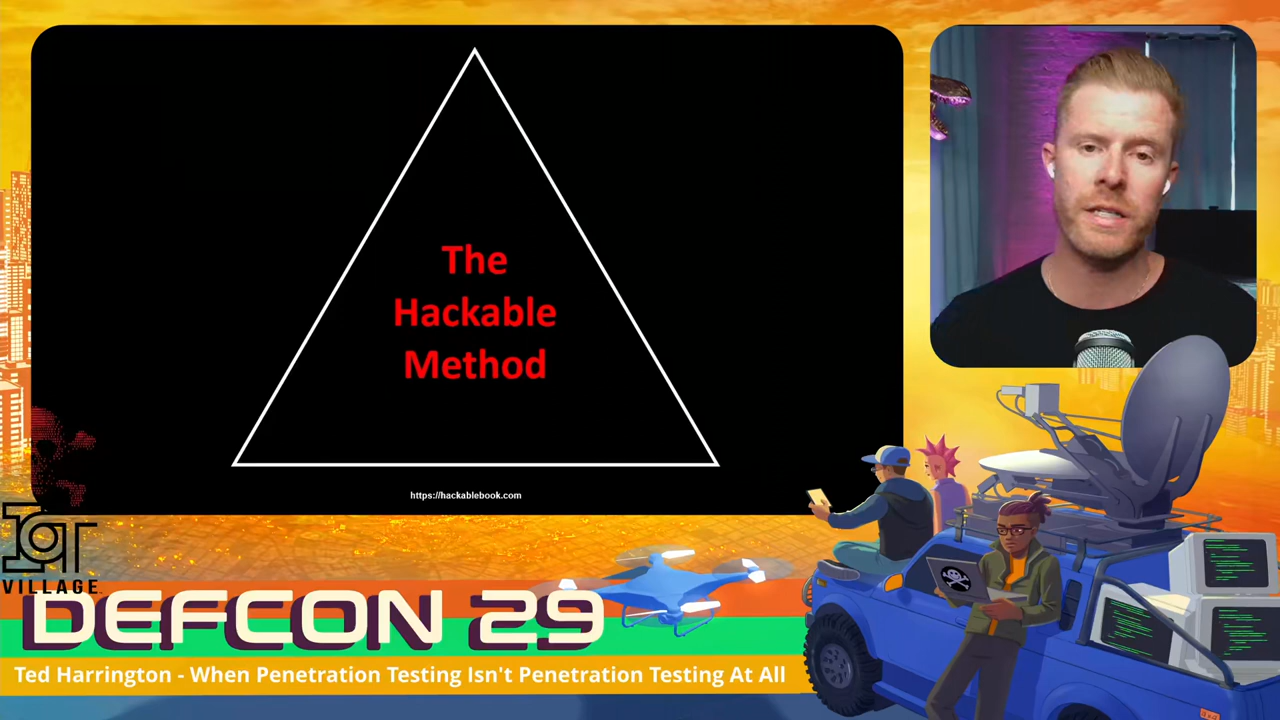 The
Hackable
Method
https://hackablebook.com
IOT
VILLAGE
DEFCON 29
Ted Harrington - When Penetration Testing Isn't Penetration Testing At All